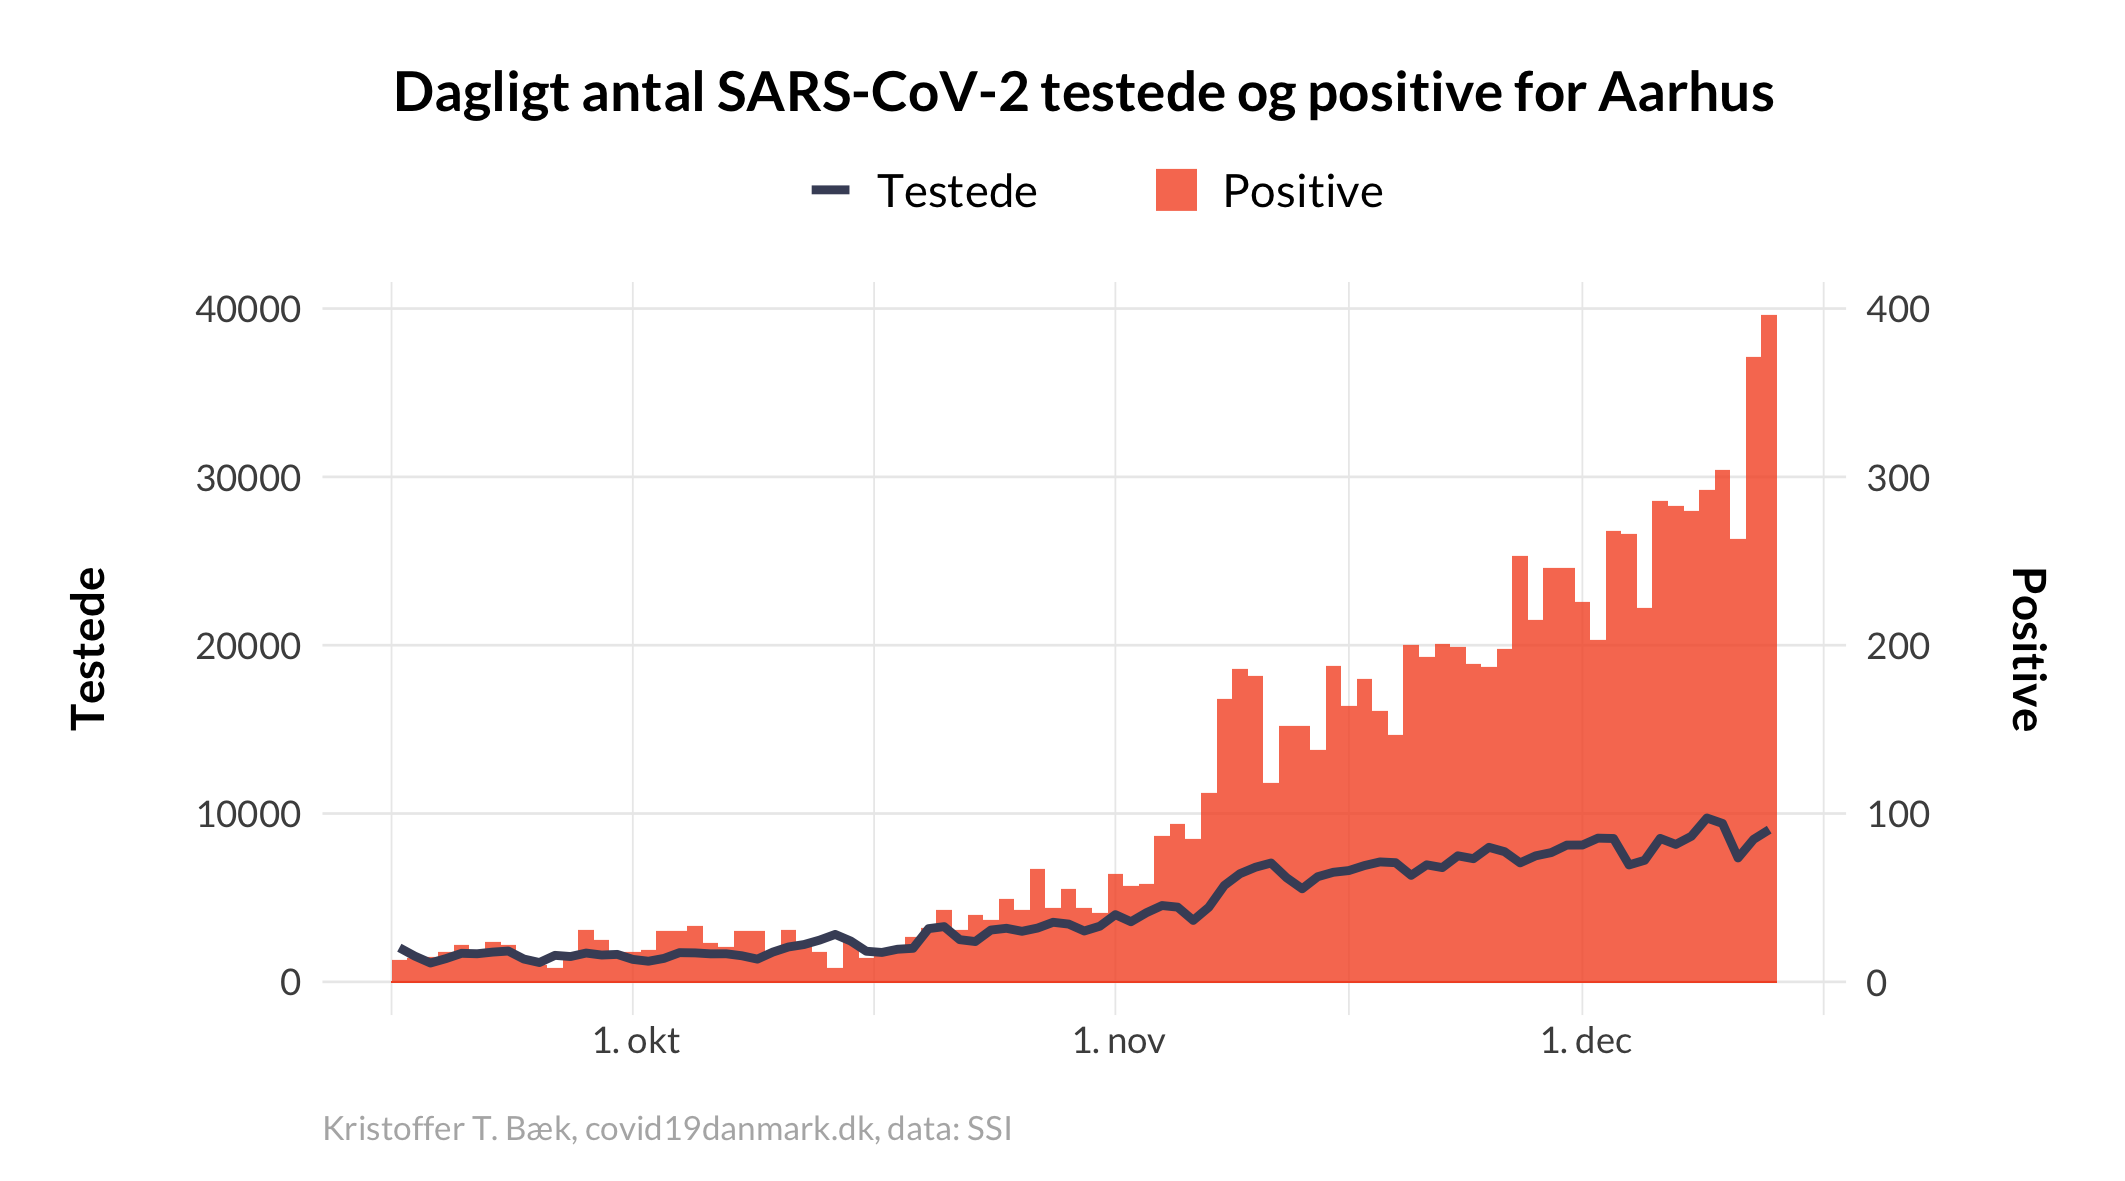 Dagligt antal SARS-CoV-2 testede og positive for Aarhus
Testede Positive
40000 400
30000 300
20000 200
10000 100
0 0
Testede
Positive
1. okt 1. nov 1. dec
Kristoffer T. Bæk, covid19danmark.dk, data: SSI